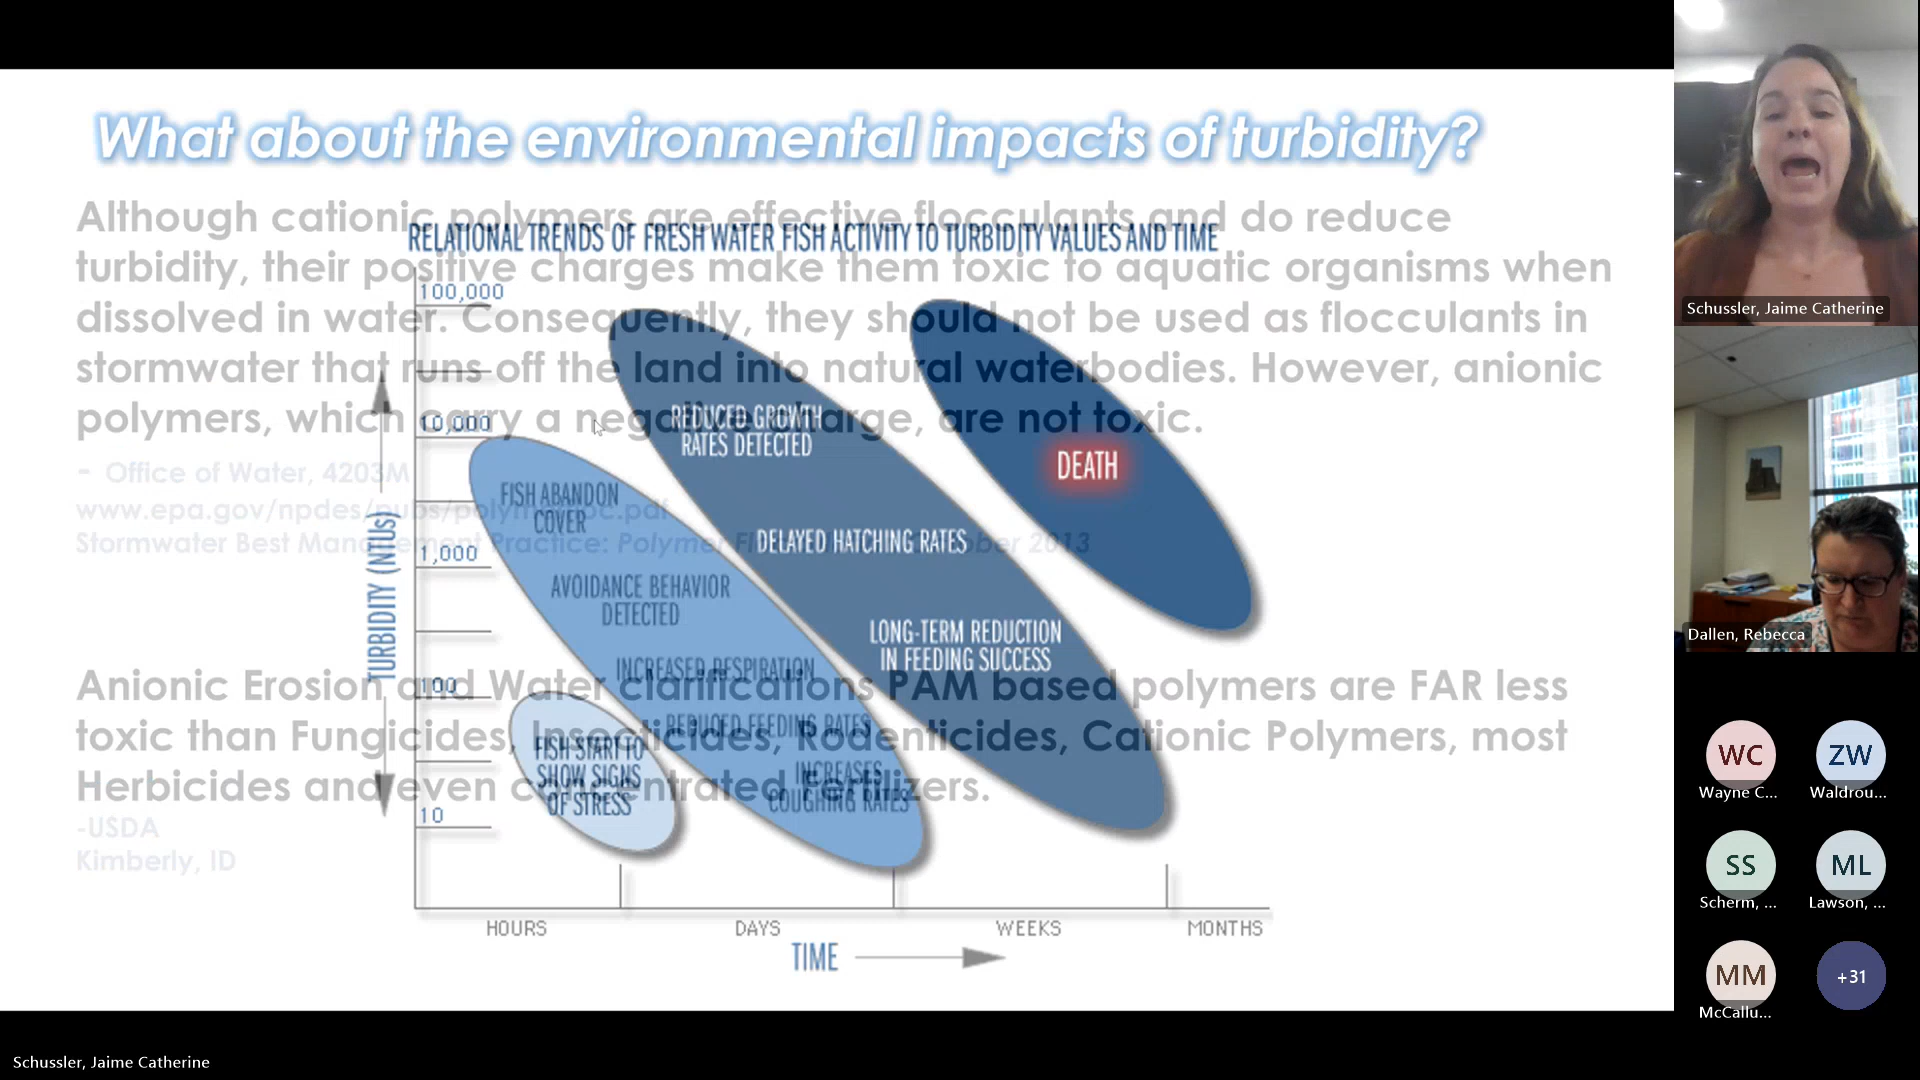 What about the environmental impacts of turbidity?
Although cationic polymers are effective flocculants and do reduce
turbidity, their positive charges make them toxic to aquatic organisms when
dissolved in water. Consequently, they should not be used as flocculants in
stormwater that runs off the land into natural waterbodies. However, anionic
polymers, which carry a negative charge, are not toxic.
- Office of Water, 4203M
Stormwater Best Management Practice: Polymer
2013
Anionic Erosion and Water clarifications PAM based polymers are FAR less
toxic than Fungicides, Insecticides, Rodenticides, Cationic Polymers, most
Herbicides and even concentrated Fertilizers.
-USDA
Kimberly, ID
RELATIONAL TRENDS OF FRESH WATER FISH ACTIVITY TO TURBIDITY VALUES AND TIME
TURBIDITY (NTUs)
100,000
10,000
1,000
100
10
REDUCED GROWTH
RATES DETECTED
DEATH
FISH ABANDON
COVER
DELAYED HATCHING RATES
AVOIDANCE BEHAVIOR
DETECTED
LONG-TERM REDUCTION
IN FEEDING SUCCESS
INCREASED RESPIRATION
REDUCED FEEDING RATES
FISH START TO
SHOW SIGNS
OF STRESS
INCREASES
COUGHING RATES
HOURS
DAYS
WEEKS
MONTHS
TIME
Schussler, Jaime Catherine
Dallen, Rebecca
WC
Wayne C...
ZW
Waldrou...
SS
Scherm, ...
ML
Lawson, ...
MM
McCallu...
+31
Schussler, Jaime Catherine